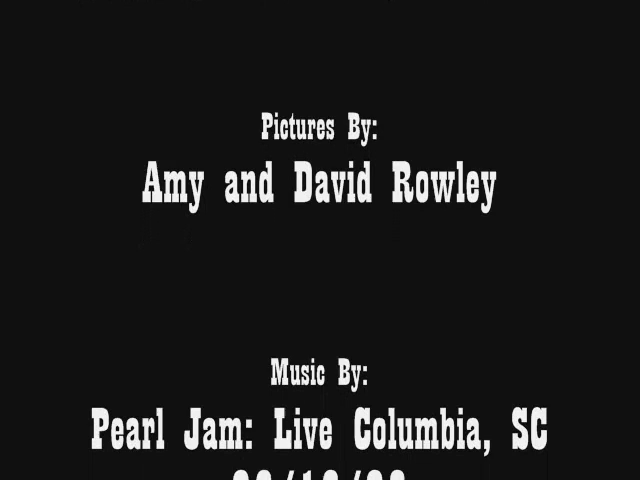 Pictures By:
Amy and David Rowley
Music By:
Pearl Jam: Live Columbia, SC